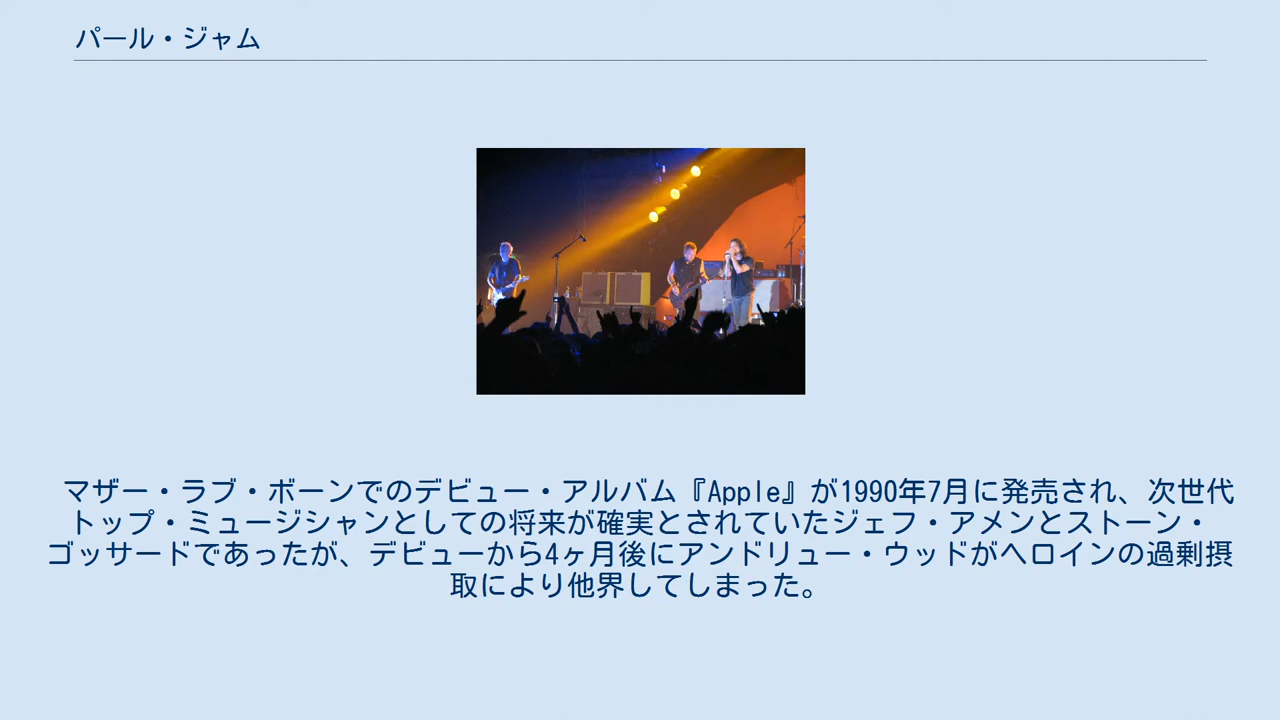 パール・ジャム
マザー・ラブ・ボーンでのデビュー・アルバム『Apple』が1990年7月に発売され、次世代
トップ・ミュージシャンとしての将来が確実とされていたジェフ・アメンとストーン・
ゴッサードであったが、デビューから4ヶ月後にアンドリュー・ウッドがヘロインの過剰摂
取により他界してしまった。